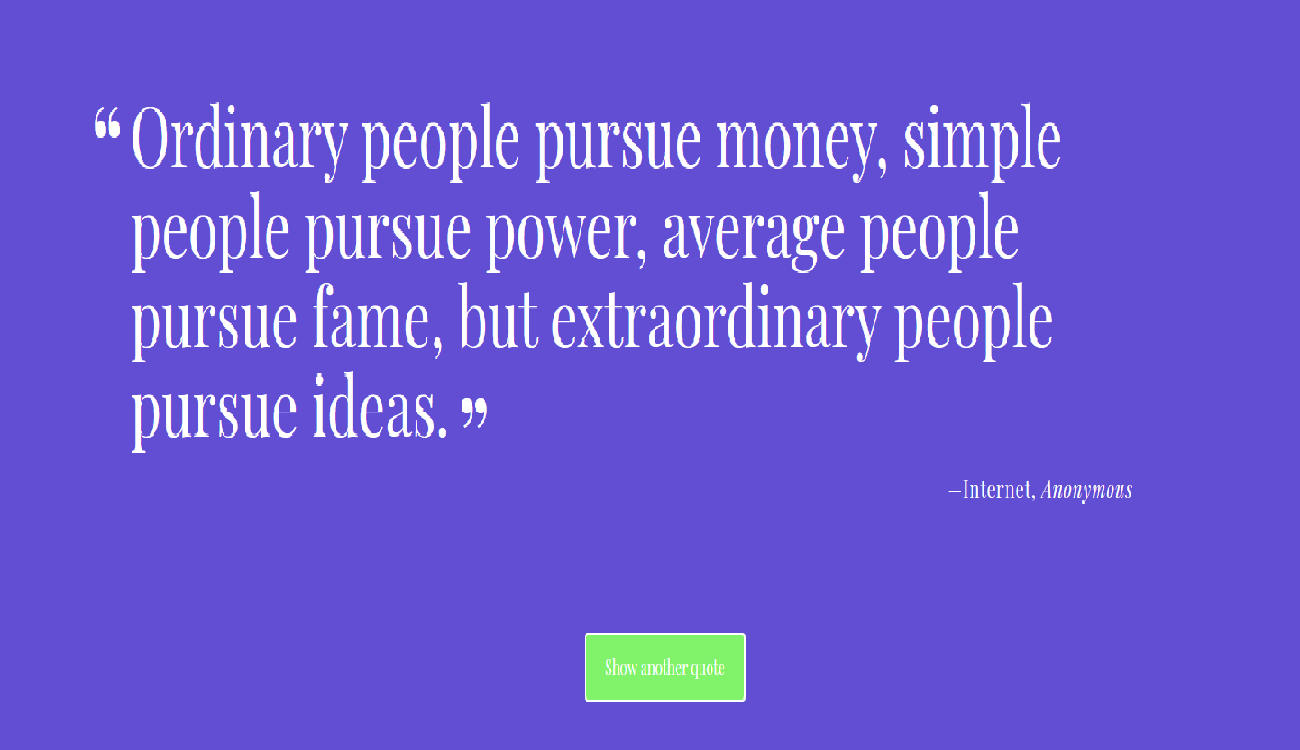 “ Ordinary people pursue money, simple
people pursue power, average people
pursue fame, but extraordinary people
pursue ideas. ”
—Internet, Anonymous
Show another quote